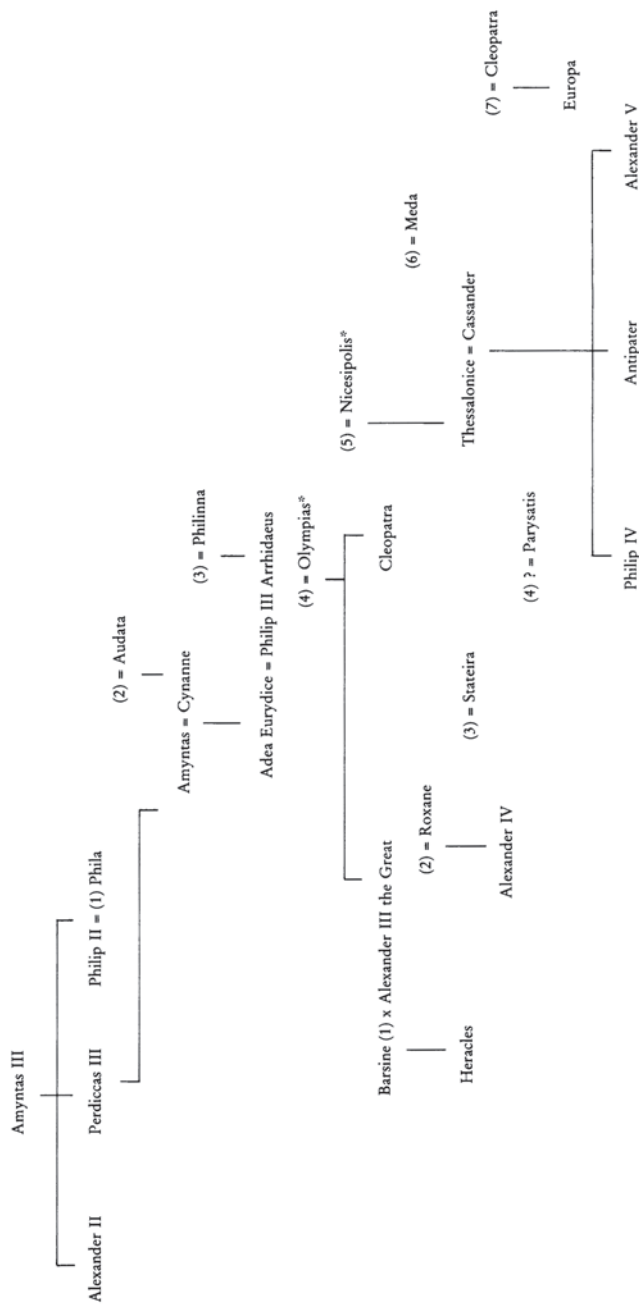 Amyntas III
Alexander II Perdiccas III Philip II = (1) Phila
(2) = Audata
Amyntas = Cynanne
(3) = Philinna
Adea Eurydice = Philip III Arrhidaeus
(4) = Olympias*
Barsine (1) x Alexander III the Great Cleopatra
(2) = Roxane
Heracles
Alexander IV
(3) = Stateira
(4) ? = Parysatis
(5) = Nicesipolis*
(6) = Meda
Thessalonice = Cassander
(7) = Cleopatra
Europa
Philip IV Antipater Alexander V